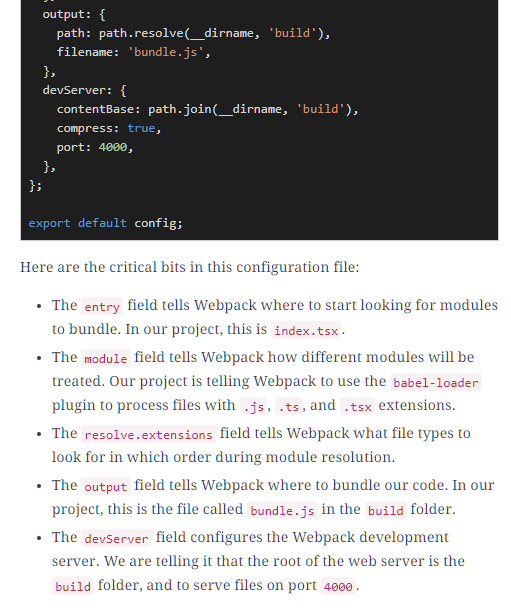 },
output: {
path: path.resolve(__dirname, 'build'),
filename: 'bundle.js',
},
devServer: {
contentBase: path.join(__dirname, 'build'),
compress: true,
port: 4000,
},
};
export default config;
Here are the critical bits in this configuration file:
• The entry field tells Webpack where to start looking for modules
to bundle. In our project, this is index.tsx.
• The module field tells Webpack how different modules will be
treated. Our project is telling Webpack to use the babel-loader
plugin to process files with .js, .ts, and .tsx extensions.
• The resolve.extensions field tells Webpack what file types to
look for in which order during module resolution.
• The output field tells Webpack where to bundle our code. In our
project, this is the file called bundle.js in the build folder.
• The devServer field configures the Webpack development
server. We are telling it that the root of the web server is the
build folder, and to serve files on port 4000.